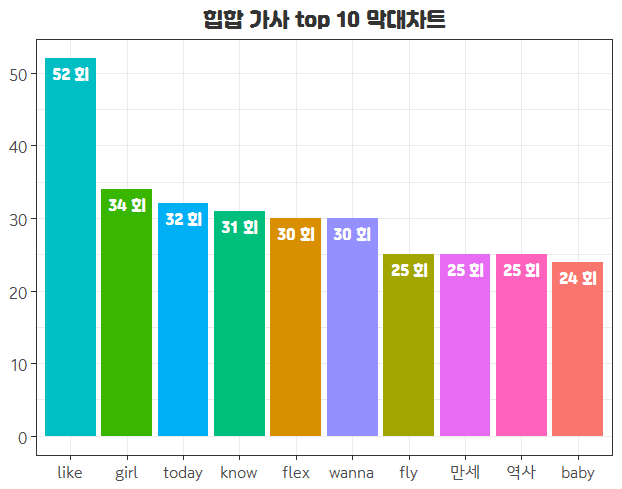 힙합 가사 top 10 막대차트
50
40
30
20
10
0
52 회
34 회
32 회
31 회
30 회
30 회
25 회
25 회
25 회
24 회
like girl today know flex wanna fly 만세 역사 baby